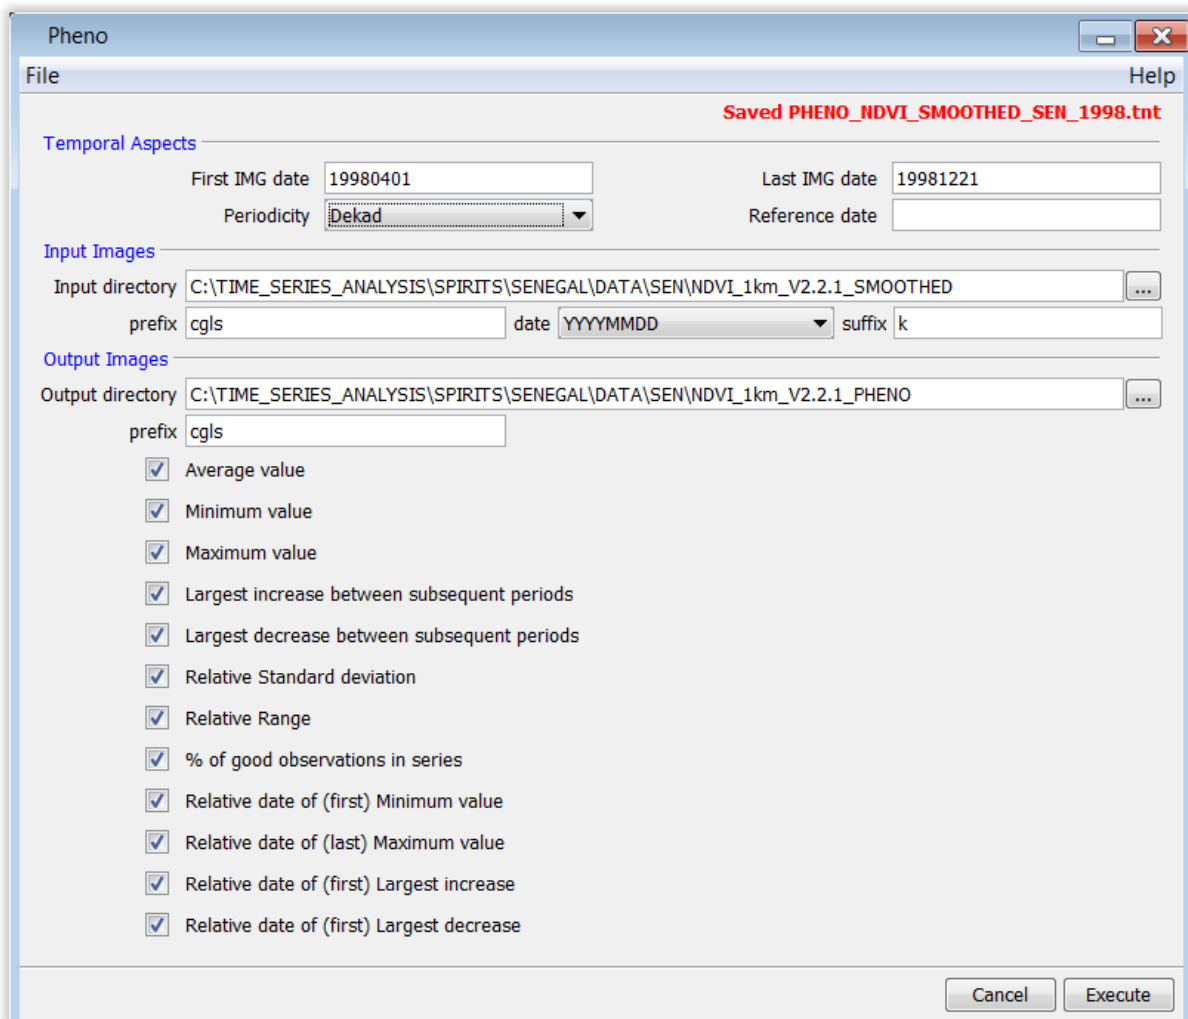 Pheno
File Help
Saved PHENO_NDVI_SMOOTHED_SEN_1998.tnt
Temporal Aspects
First IMG date 19980401 Last IMG date 19981221
Periodicity Dekad Reference date
Input Images
Input directory C:\TIME_SERIES_ANALYSIS\SPIRITS\SENEGAL\DATA\SEN\NDVI_1km_V2.2.1_SMOOTHED ...
prefix cgls date YYYYMMDD suffix k
Output Images
Output directory C:\TIME_SERIES_ANALYSIS\SPIRITS\SENEGAL\DATA\SEN\NDVI_1km_V2.2.1_PHENO ...
prefix cgls
Average value
Minimum value
Maximum value
Largest increase between subsequent periods
Largest decrease between subsequent periods
Relative Standard deviation
Relative Range
% of good observations in series
Relative date of (first) Minimum value
Relative date of (last) Maximum value
Relative date of (first) Largest increase
Relative date of (first) Largest decrease
Cancel Execute